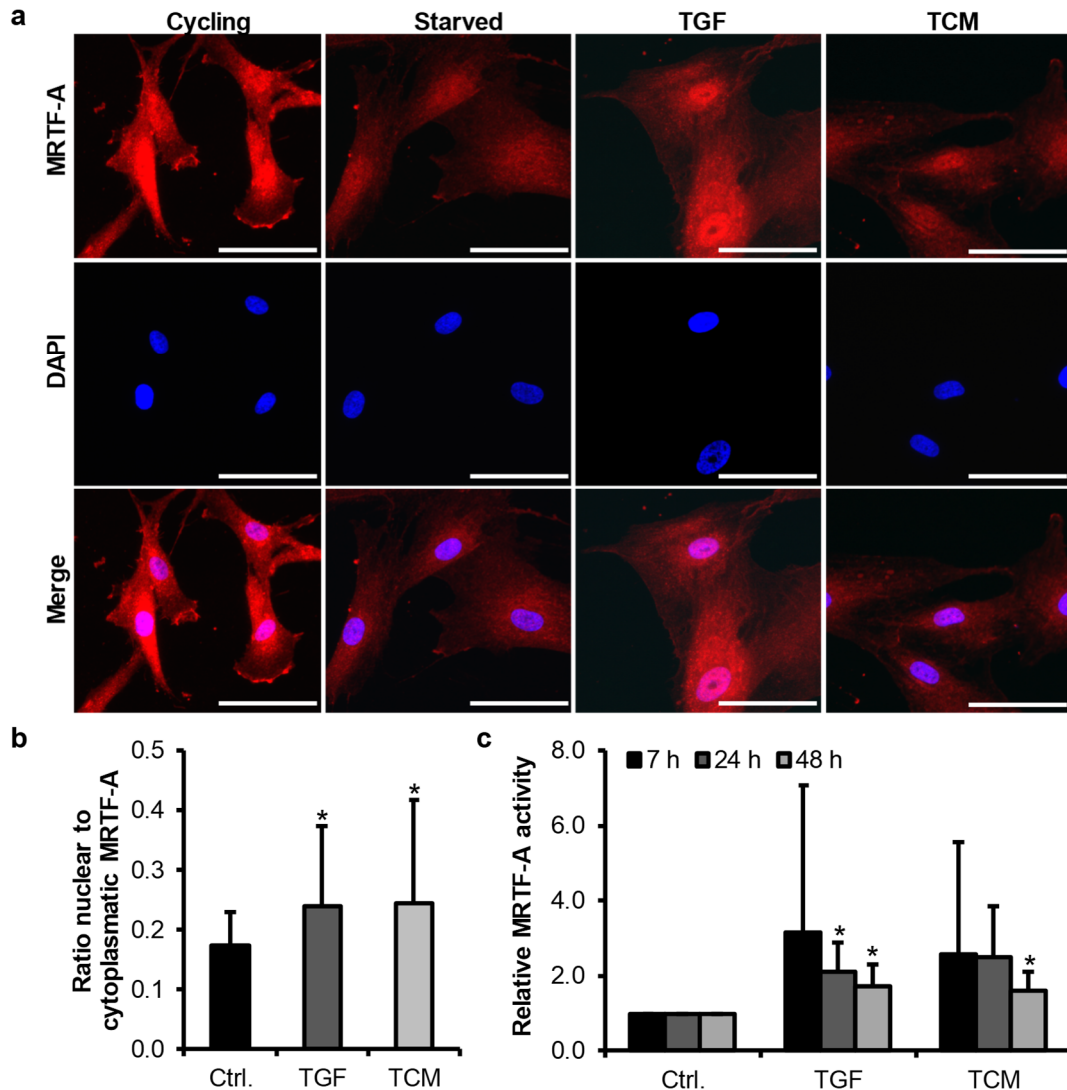 a
Cycling Starved TGF TCM
MRTF-A
DAPI
Merge
b
Ratio nuclear to
cytoplasmatic MRTF-A
0.5
0.4
0.3
0.2
0.1
0.0
* *
Ctrl. TGF TCM
c
Relative MRTF-A activity
8.0
6.0
4.0
2.0
0.0
7 h 24 h 48 h
* * *
Ctrl. TGF TCM